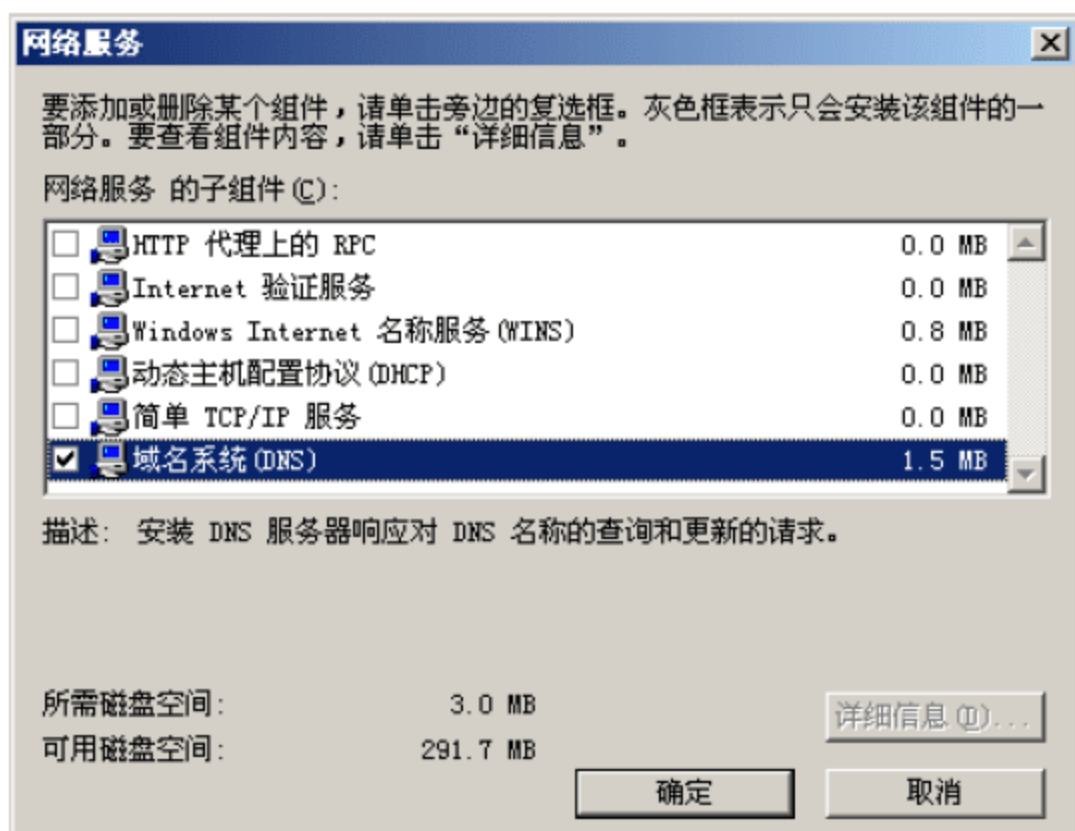 网络服务
要添加或删除某个组件，请单击旁边的复选框。灰色框表示只会安装该组件的一
部分。要查看组件内容，请单击“详细信息”。
网络服务 的子组件(C):
HTTP 代理上的 RPC 0.0 MB
Internet 验证服务 0.0 MB
Windows Internet 名称服务(WINS) 0.8 MB
动态主机配置协议(DHCP) 0.0 MB
简单 TCP/IP 服务 0.0 MB
域名系统(DNS) 1.5 MB
描述: 安装 DNS 服务器响应对 DNS 名称的查询和更新的请求。
所需磁盘空间: 3.0 MB
详细信息(D)...
可用磁盘空间: 291.7 MB
确定 取消